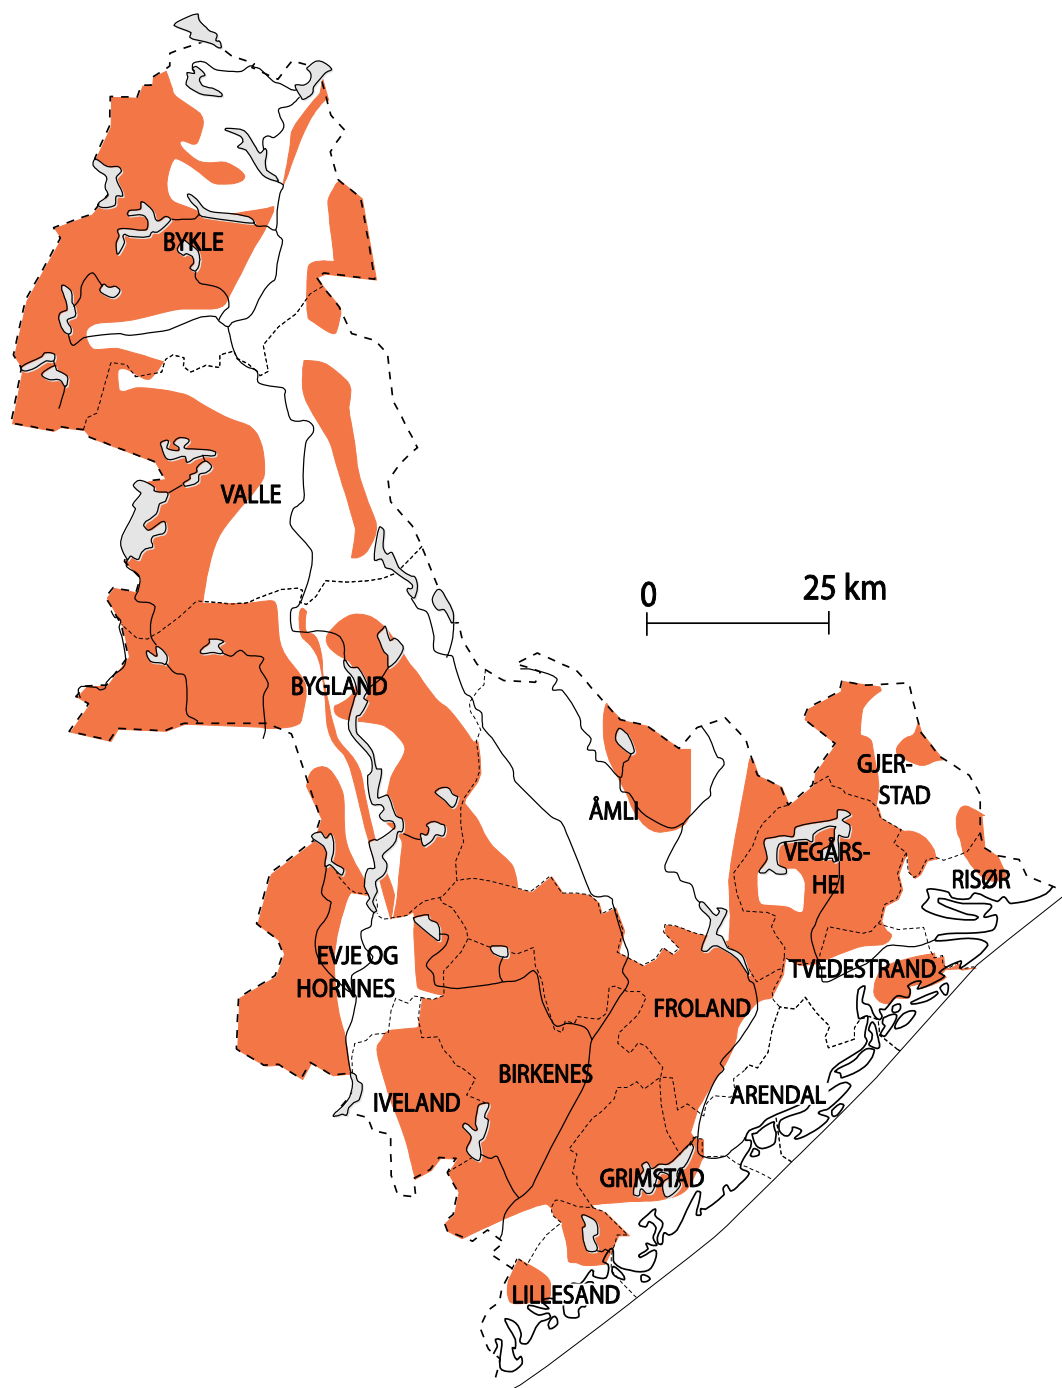 BYKLE
VALLE
0 25 km
BYGLAND
GJER-
STAD
ÅMLI
VEGÅRS-
HEI
RISØR
EVJE OG
HORNNES
TVEDESTRAND
FROLAND
BIRKENES
IVELAND
ARENDAL
GRIMSTAD
LILLESAND